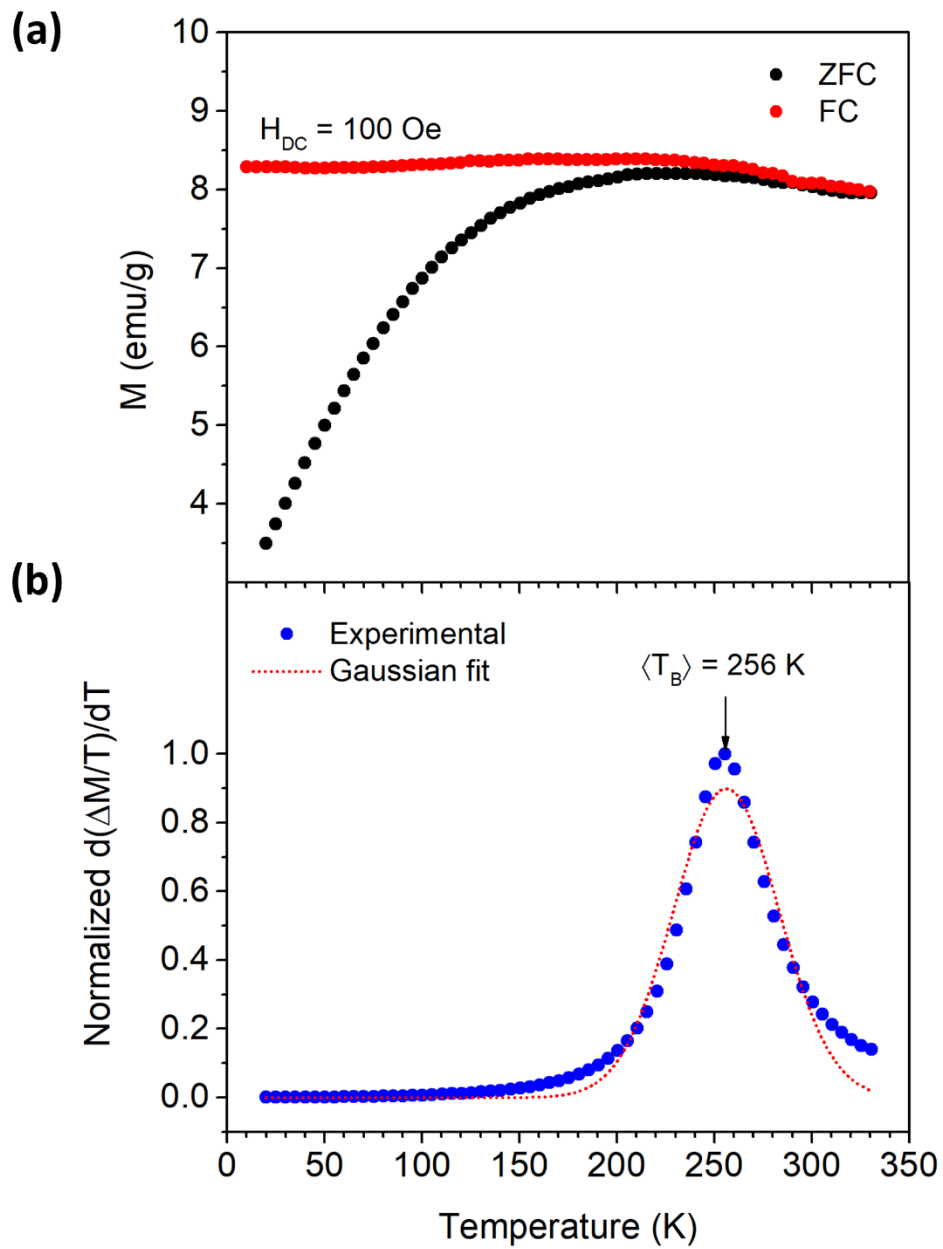 (a)
10
9
8
7
6
5
4
M (emu/g)
H_DC = 100 Oe
ZFC
FC
(b)
Experimental
Gaussian fit
⟨T_B⟩ = 256 K
Normalized d(ΔM/T)/dT
1.0
0.8
0.6
0.4
0.2
0.0
0 50 100 150 200 250 300 350
Temperature (K)